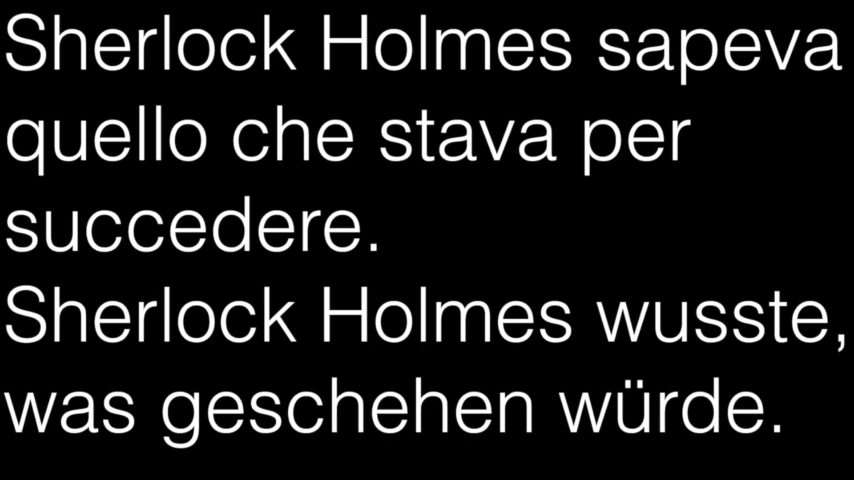 Sherlock Holmes sapeva
quello che stava per
succedere.
Sherlock Holmes wusste,
was geschehen würde.